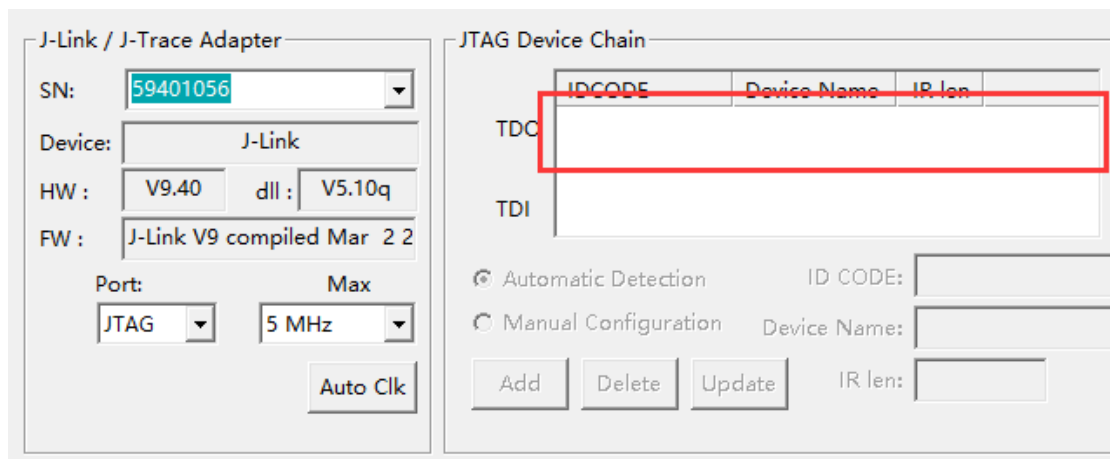 J-Link / J-Trace Adapter
SN: 59401056
Device: J-Link
HW : V9.40 dll : V5.10q
FW : J-Link V9 compiled Mar 2 2
Port: Max
JTAG 5 MHz
Auto Clk
JTAG Device Chain
IDCODE Device Name IR len
TDO
TDI
Automatic Detection ID CODE:
Manual Configuration Device Name:
Add Delete Update IR len: